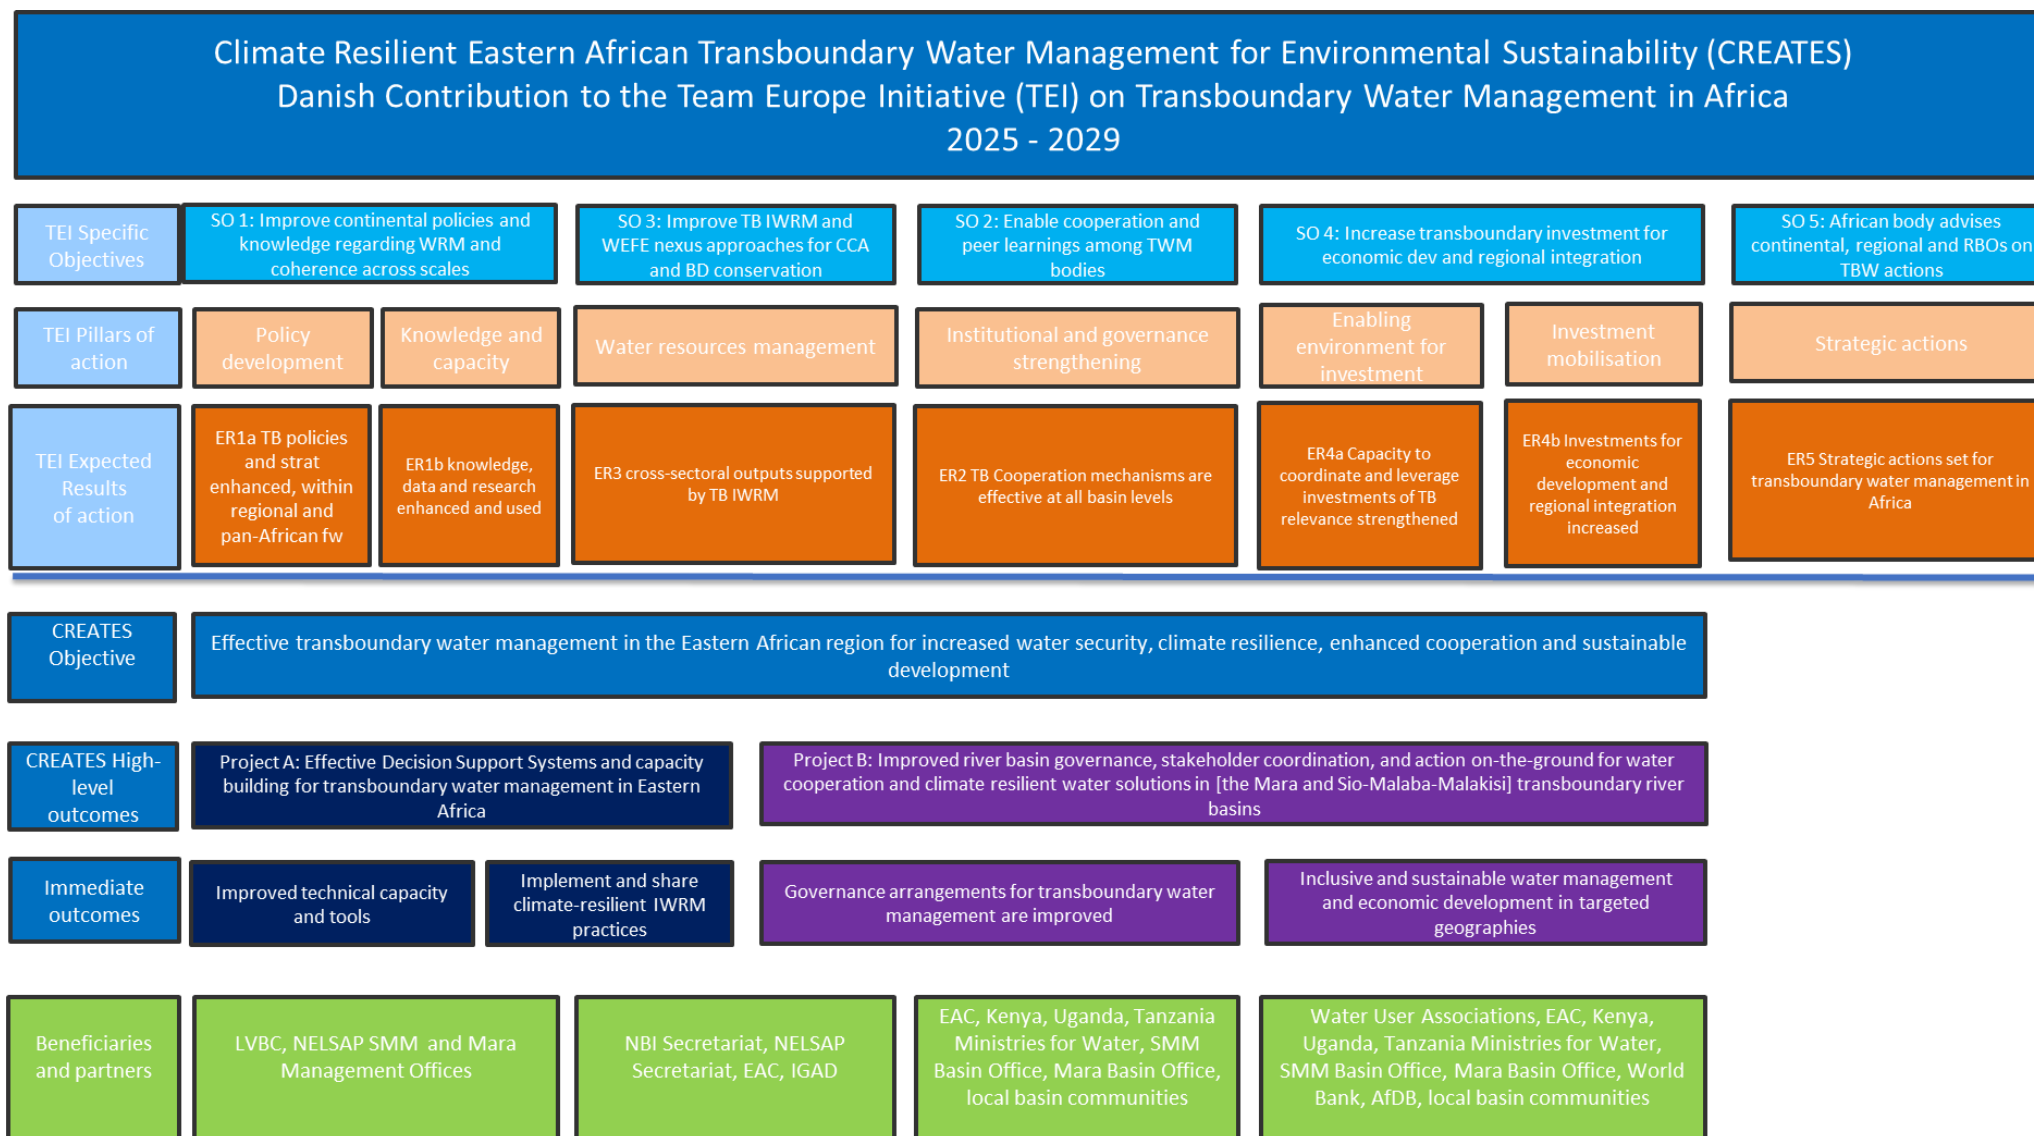 Climate Resilient Eastern African Transboundary Water Management for Environmental Sustainability (CREATES)
Danish Contribution to the Team Europe Initiative (TEI) on Transboundary Water Management in Africa
2025 - 2029
TEI Specific
Objectives
SO 1: Improve continental policies and
knowledge regarding WRM and
coherence across scales
SO 3: Improve TB IWRM and
WEFE nexus approaches for CCA
and BD conservation
SO 2: Enable cooperation and
peer learnings among TWM
bodies
SO 4: Increase transboundary investment for
economic dev and regional integration
SO 5: African body advises
continental, regional and RBOs on
TBW actions
TEI Pillars of
action
Policy
development
Knowledge and
capacity
Water resources management
Institutional and governance
strengthening
Enabling
environment for
investment
Investment
mobilisation
Strategic actions
TEI Expected
Results
of action
ER1a TB policies
and strat
enhanced, within
regional and
pan-African fw
ER1b knowledge,
data and research
enhanced and used
ER3 cross-sectoral outputs supported
by TB IWRM
ER2 TB Cooperation mechanisms are
effective at all basin levels
ER4a Capacity to
coordinate and leverage
investments of TB
relevance strengthened
ER4b Investments for
economic
development and
regional integration
increased
ER5 Strategic actions set for
transboundary water management in
Africa
CREATES
Objective
Effective transboundary water management in the Eastern African region for increased water security, climate resilience, enhanced cooperation and sustainable
development
CREATES High-
level
outcomes
Project A: Effective Decision Support Systems and capacity
building for transboundary water management in Eastern
Africa
Project B: Improved river basin governance, stakeholder coordination, and action on-the-ground for water
cooperation and climate resilient water solutions in [the Mara and Sio-Malaba-Malakisi] transboundary river
basins
Immediate
outcomes
Improved technical capacity
and tools
Implement and share
climate-resilient IWRM
practices
Governance arrangements for transboundary water
management are improved
Inclusive and sustainable water management
and economic development in targeted
geographies
Beneficiaries
and partners
LVBC, NELSAP SMM and Mara
Management Offices
NBI Secretariat, NELSAP
Secretariat, EAC, IGAD
EAC, Kenya, Uganda, Tanzania
Ministries for Water, SMM
Basin Office, Mara Basin Office,
local basin communities
Water User Associations, EAC, Kenya,
Uganda, Tanzania Ministries for Water,
SMM Basin Office, Mara Basin Office, World
Bank, AfDB, local basin communities